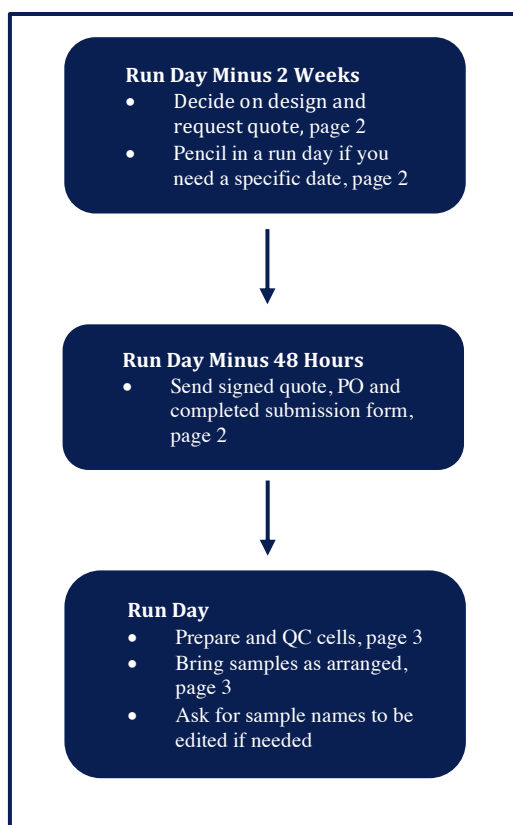 Run Day Minus 2 Weeks
• Decide on design and
request quote, page 2
• Pencil in a run day if you
need a specific date, page 2
Run Day Minus 48 Hours
• Send signed quote, PO and
completed submission form,
page 2
Run Day
• Prepare and QC cells, page 3
• Bring samples as arranged,
page 3
• Ask for sample names to be
edited if needed